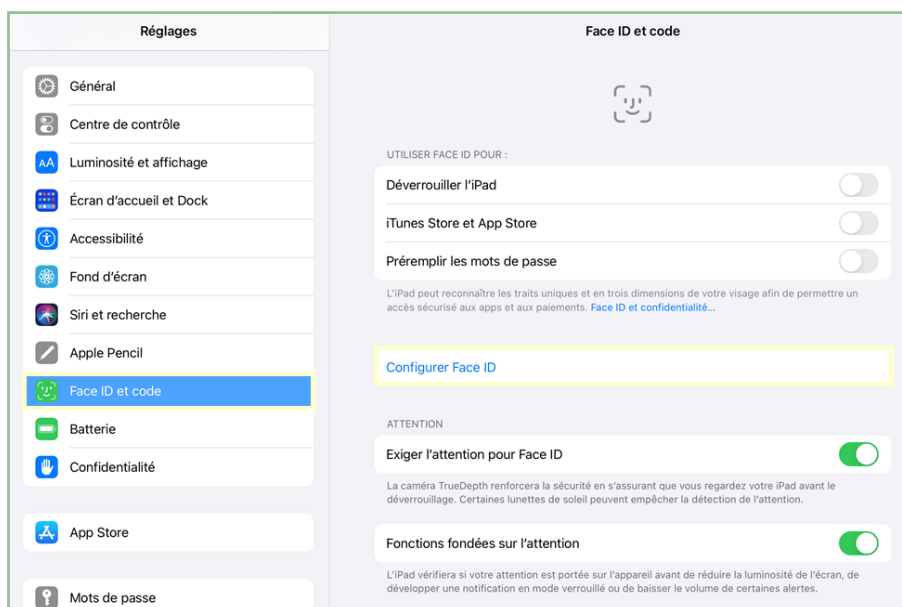 Réglages
Général
Centre de contrôle
AA
Luminosité et affichage
Écran d'accueil et Dock
Accessibilité
Fond d'écran
Siri et recherche
Apple Pencil
Face ID et code
Batterie
Confidentialité
App Store
Mots de passe
Face ID et code
UTILISER FACE ID POUR :
Déverrouiller l'iPad
iTunes Store et App Store
Préremplir les mots de passe
L'iPad peut reconnaître les traits uniques et en trois dimensions de votre visage afin de permettre un
accès sécurisé aux apps et aux paiements. Face ID et confidentialité...
Configurer Face ID
ATTENTION
Exiger l'attention pour Face ID
La caméra TrueDepth renforcera la sécurité en s'assurant que vous regardez votre iPad avant le
déverrouillage. Certaines lunettes de soleil peuvent empêcher la détection de l'attention.
Fonctions fondées sur l'attention
L'iPad vérifiera si votre attention est portée sur l'appareil avant de réduire la luminosité de l'écran, de
développer une notification en mode verrouillé ou de baisser le volume de certaines alertes.